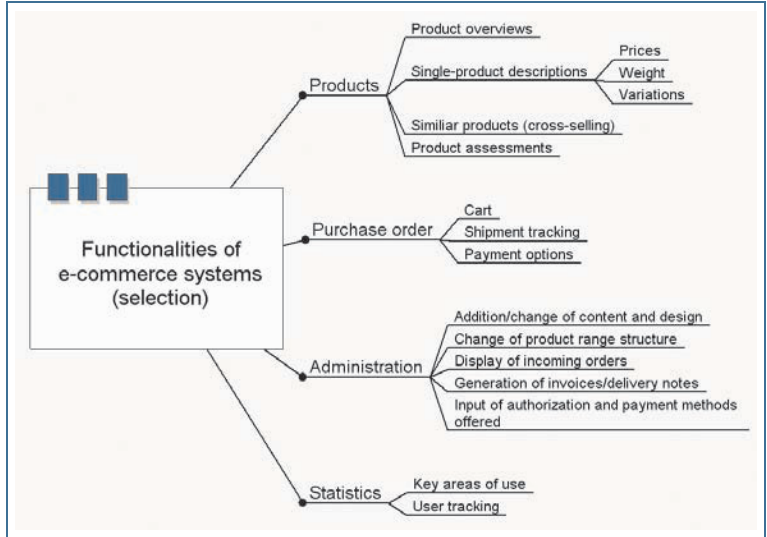 Product overviews
Prices
Single-product descriptions
Weight
Products
Variations
Similiar products (cross-selling)
Product assessments
Functionalities of
e-commerce systems
(selection)
Cart
Purchase order
Shipment tracking
Payment options
Addition/change of content and design
Change of product range structure
Administration
Display of incoming orders
Generation of invoices/delivery notes
Input of authorization and payment methods
offered
Key areas of use
Statistics
User tracking